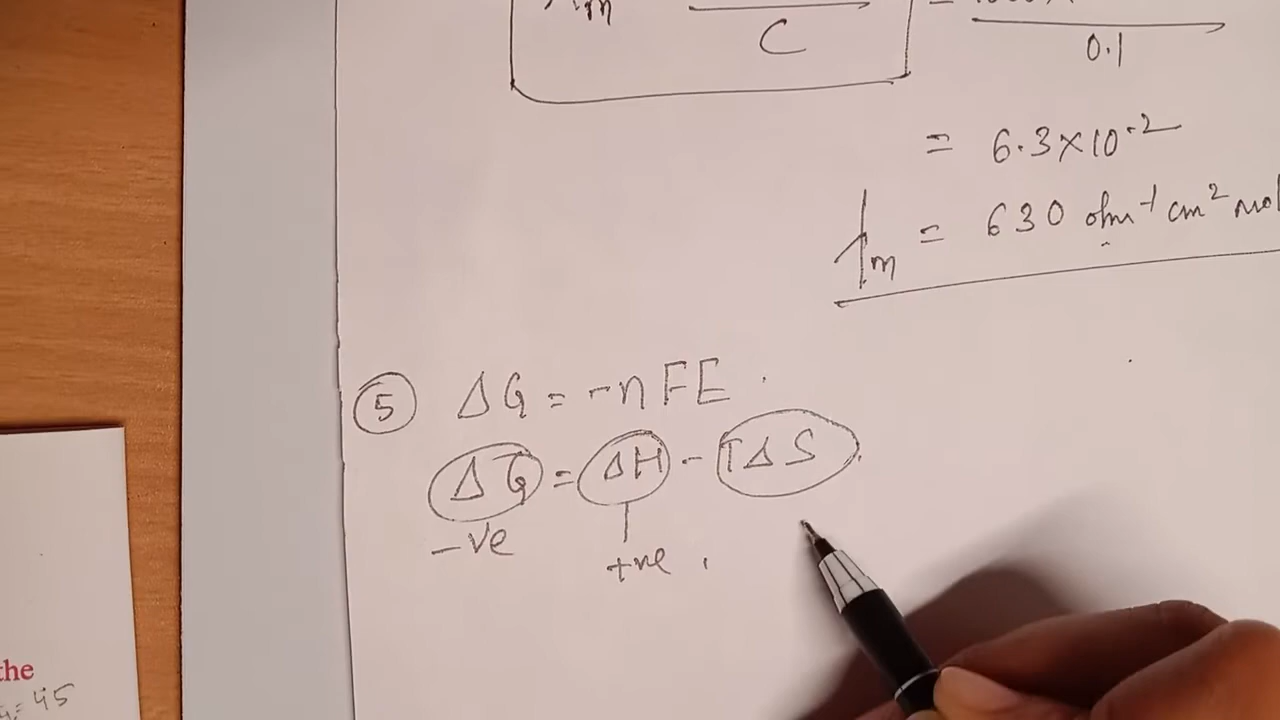 m
C
0.1
= 6.3×10⁻²
m = 630 ohm⁻¹ cm² mol
5 ΔG = -nFE.
ΔG = ΔH - TΔS
-ve
+ve
the
45